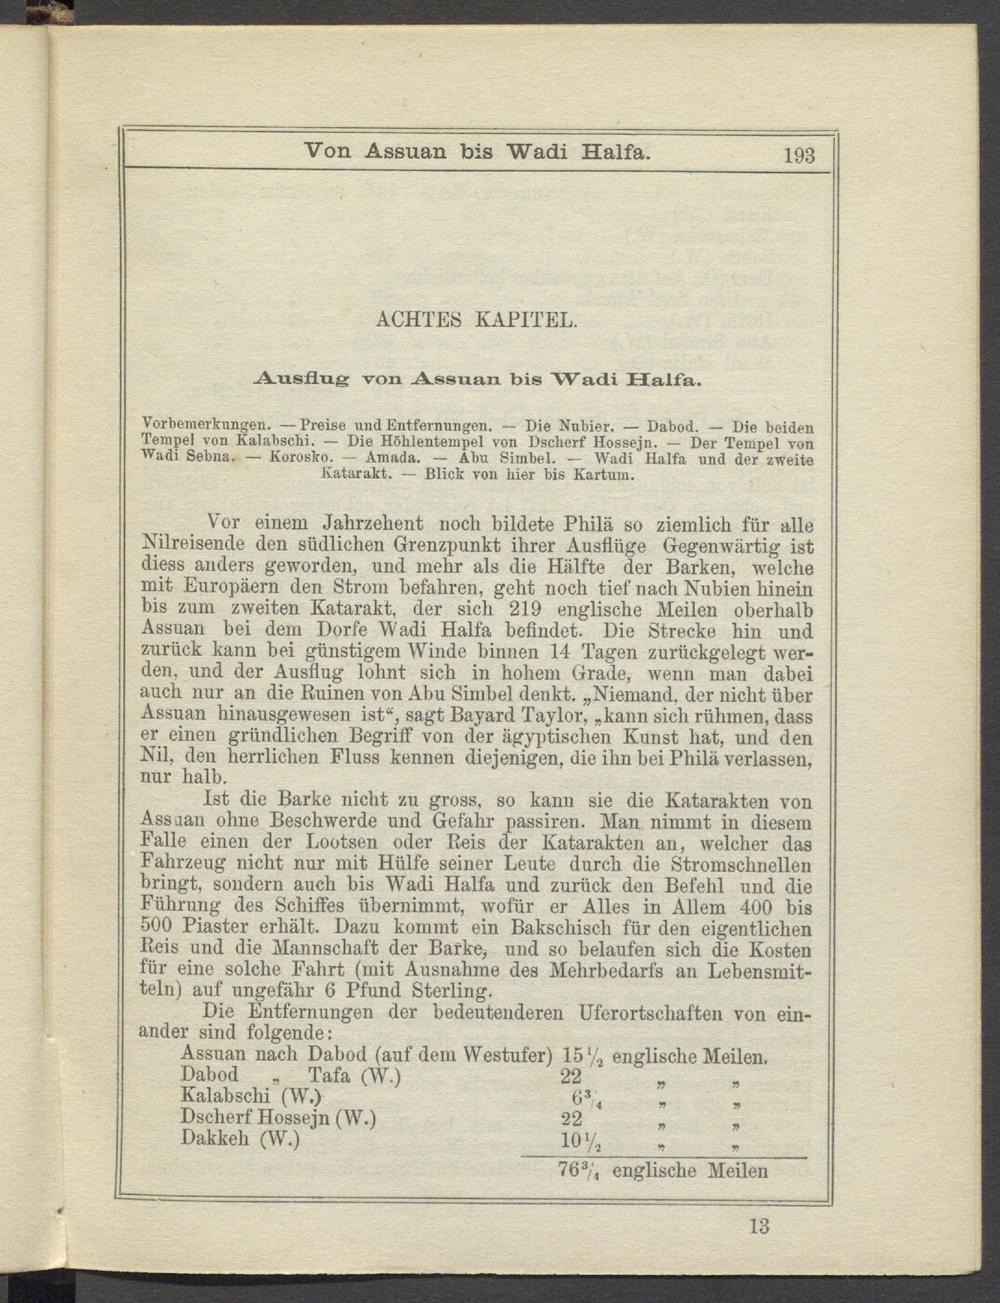 Von Assuan bis Wadi Halfa. 193
ACHTES KAPITEL.
Ausflug von Assuan bis Wadi Halfa.
Vorbemerkungen. — Preise und Entfernungen. — Die Nubier. — Dabod. — Die beiden
Tempel von Kalabschi. — Die Höhlentempel von Dscherf Hossejn. — Der Tempel von
Wadi Sebna. — Korosko. — Amada. — Abu Simbel. — Wadi Halfa und der zweite
Katarakt. — Blick von hier bis Kartum.
Vor einem Jahrzehent noch bildete Philä so ziemlich für alle
Nilreisende den südlichen Grenzpunkt ihrer Ausflüge Gegenwärtig ist
diess anders geworden, und mehr als die Hälfte der Barken, welche
mit Europäern den Strom befahren, geht noch tief nach Nubien hinein
bis zum zweiten Katarakt, der sich 219 englische Meilen oberhalb
Assuan bei dem Dorfe Wadi Halfa befindet. Die Strecke hin und
zurück kann bei günstigem Winde binnen 14 Tagen zurückgelegt wer-
den, und der Ausflug lohnt sich in hohem Grade, wenn man dabei
auch nur an die Ruinen von Abu Simbel denkt. „Niemand, der nicht über
Assuan hinausgewesen ist“, sagt Bayard Taylor, „kann sich rühmen, dass
er einen gründlichen Begriff von der ägyptischen Kunst hat, und den
Nil, den herrlichen Fluss kennen diejenigen, die ihn bei Philä verlassen,
nur halb.
Ist die Barke nicht zu gross, so kann sie die Katarakten von
Assuan ohne Beschwerde und Gefahr passiren. Man nimmt in diesem
Falle einen der Lootsen oder Reis der Katarakten an, welcher das
Fahrzeug nicht nur mit Hülfe seiner Leute durch die Stromschnellen
bringt, sondern auch bis Wadi Halfa und zurück den Befehl und die
Führung des Schiffes übernimmt, wofür er Alles in Allem 400 bis
500 Piaster erhält. Dazu kommt ein Bakschisch für den eigentlichen
Reis und die Mannschaft der Barke, und so belaufen sich die Kosten
für eine solche Fahrt (mit Ausnahme des Mehrbedarfs an Lebensmit-
teln) auf ungefähr 6 Pfund Sterling.
Die Entfernungen der bedeutenderen Uferortschaften von ein-
ander sind folgende:
Assuan nach Dabod (auf dem Westufer) 15½ englische Meilen.
Dabod „ Tafa (W.) 22 „ „
Kalabschi (W.) 6¾ „ „
Dscherf Hossejn (W.) 22 „ „
Dakkeh (W.) 10½ „ „
76¾ englische Meilen
13